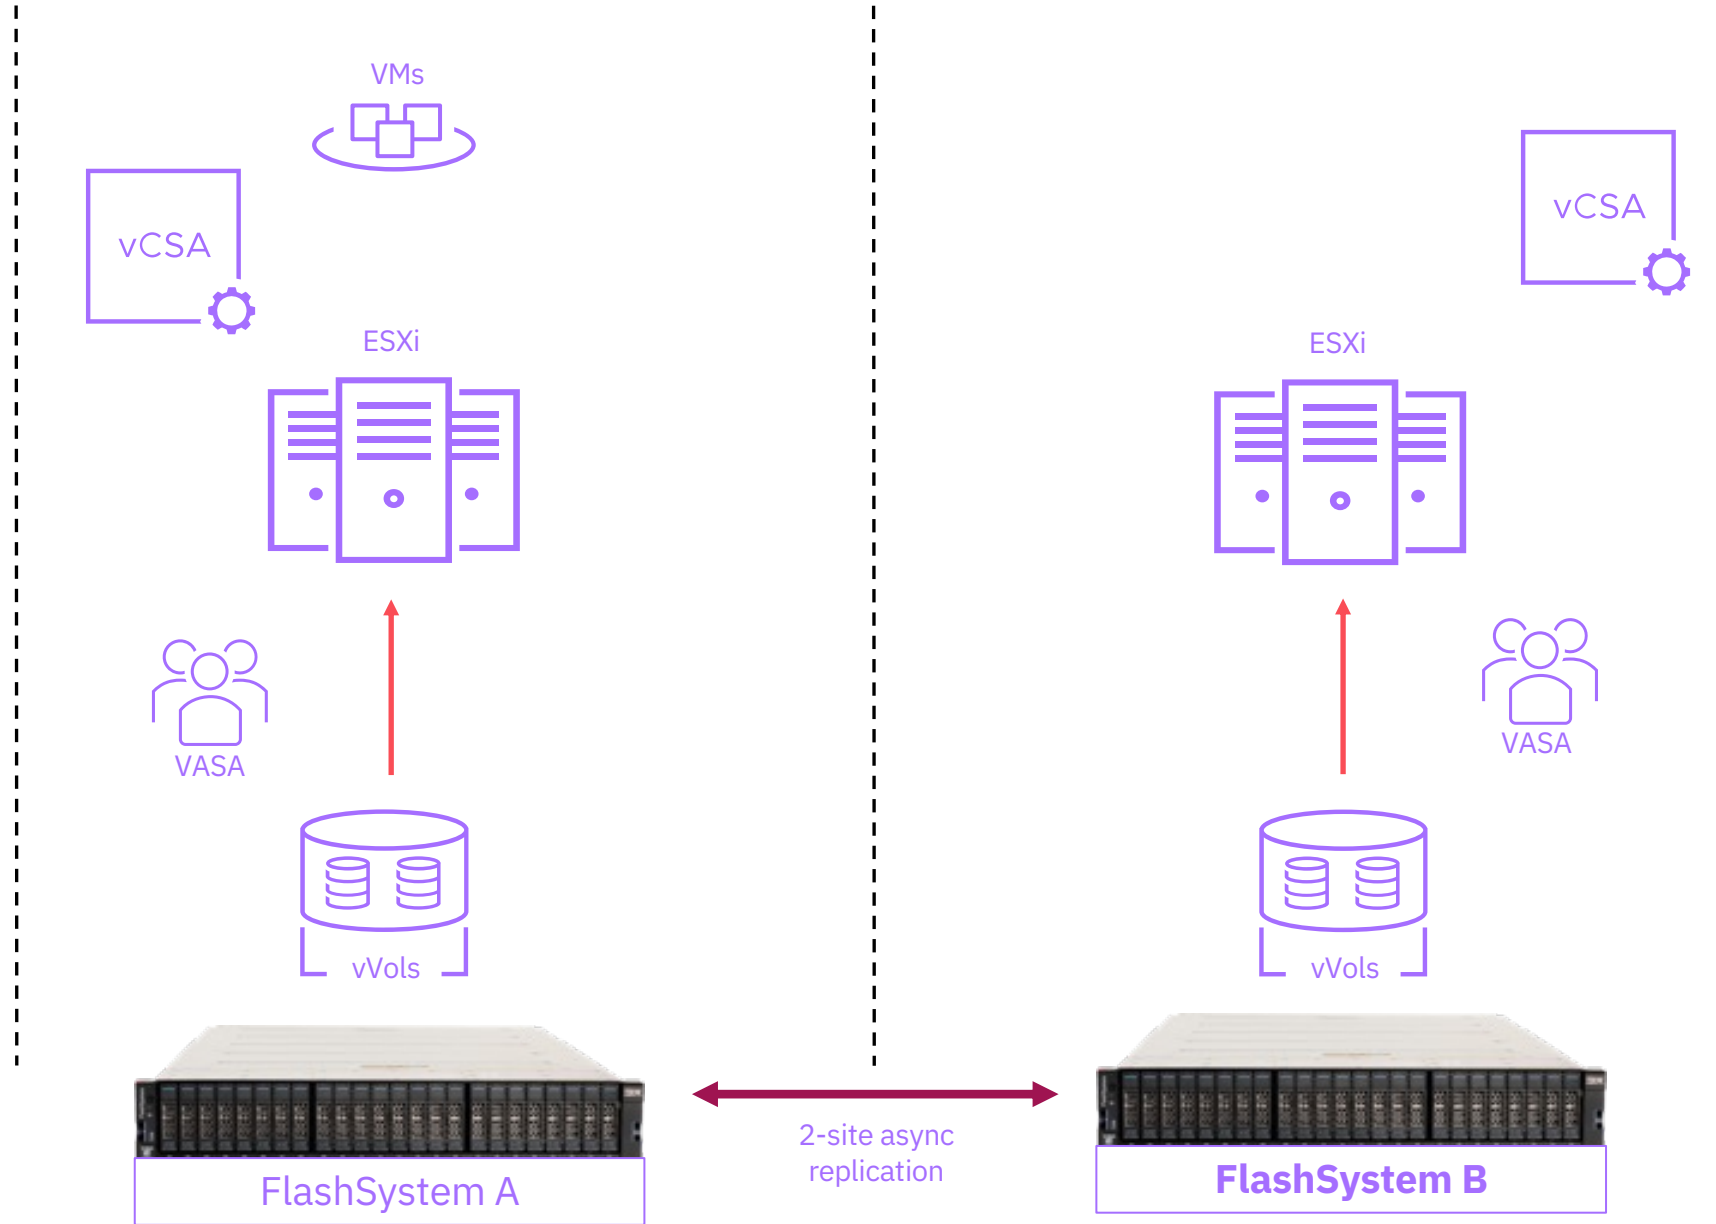 VMs
vCSA
vCSA
ESXi
ESXi
VASA
VASA
vVols
vVols
2-site async
replication
FlashSystem A
FlashSystem B